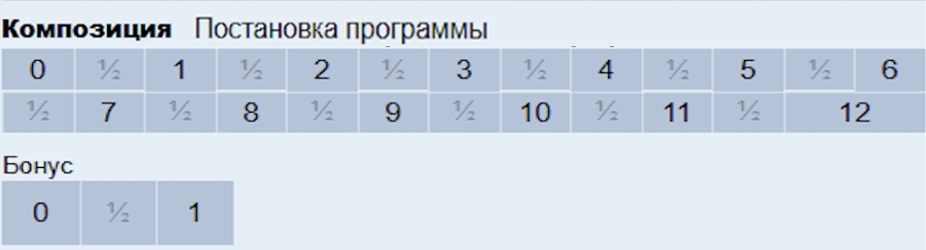 Композиция Постановка программы
0 ½ 1 ½ 2 ½ 3 ½ 4 ½ 5 ½ 6
½ 7 ½ 8 ½ 9 ½ 10 ½ 11 ½ 12
Бонус
0 ½ 1